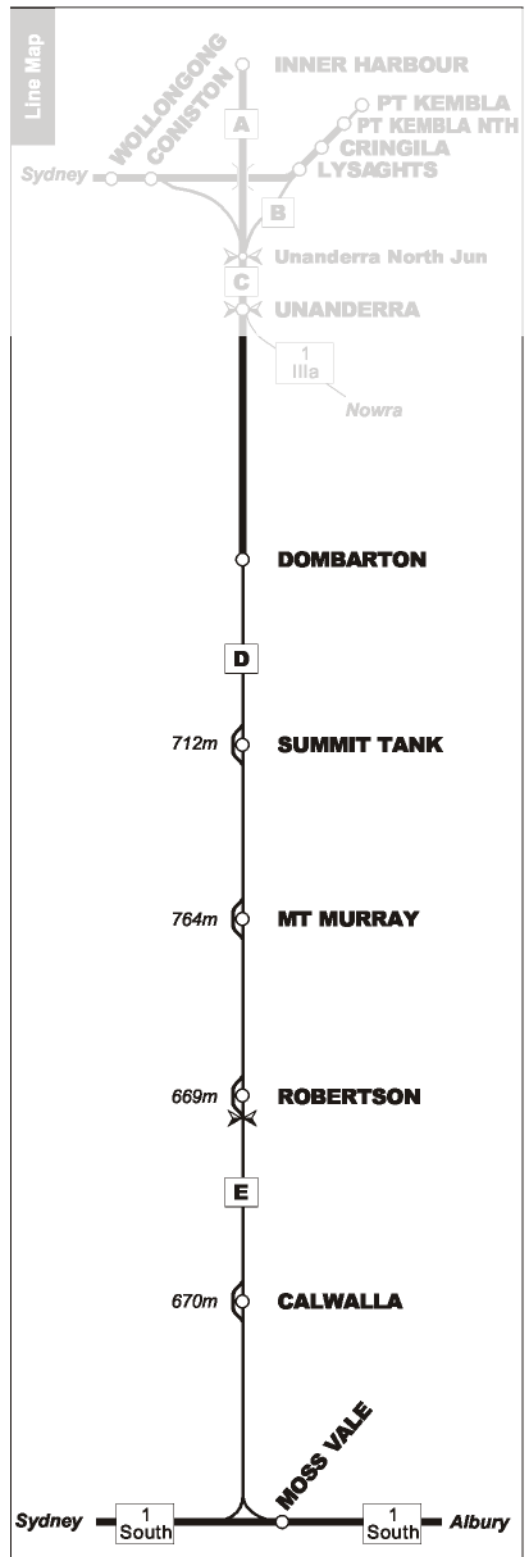 Line Map
WOLLONGONG
CONISTON
INNER HARBOUR
A
PT KEMBLA
PT KEMBLA NTH
CRINGILA
LYSAGHTS
Sydney
B
Unanderra North Jun
C
UNANDERRA
1
IIIa
Nowra
DOMBARTON
D
712m SUMMIT TANK
764m MT MURRAY
669m ROBERTSON
E
670m CALWALLA
MOSS VALE
Sydney
1
South
1
South
Albury